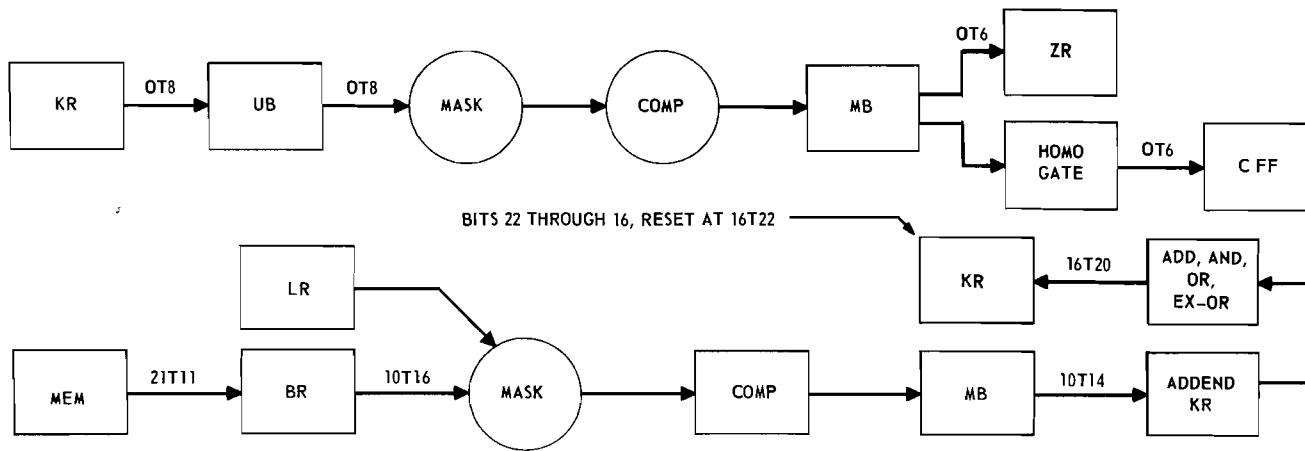 OT6
ZR
KR
OT8
UB
OT8
MASK
COMP
MB
HOMO
GATE
OT6
C FF
BITS 22 THROUGH 16, RESET AT 16T22
KR
16T20
ADD, AND,
OR,
EX-OR
LR
MEM
21T11
BR
10T16
MASK
COMP
MB
10T14
ADDEND
KR